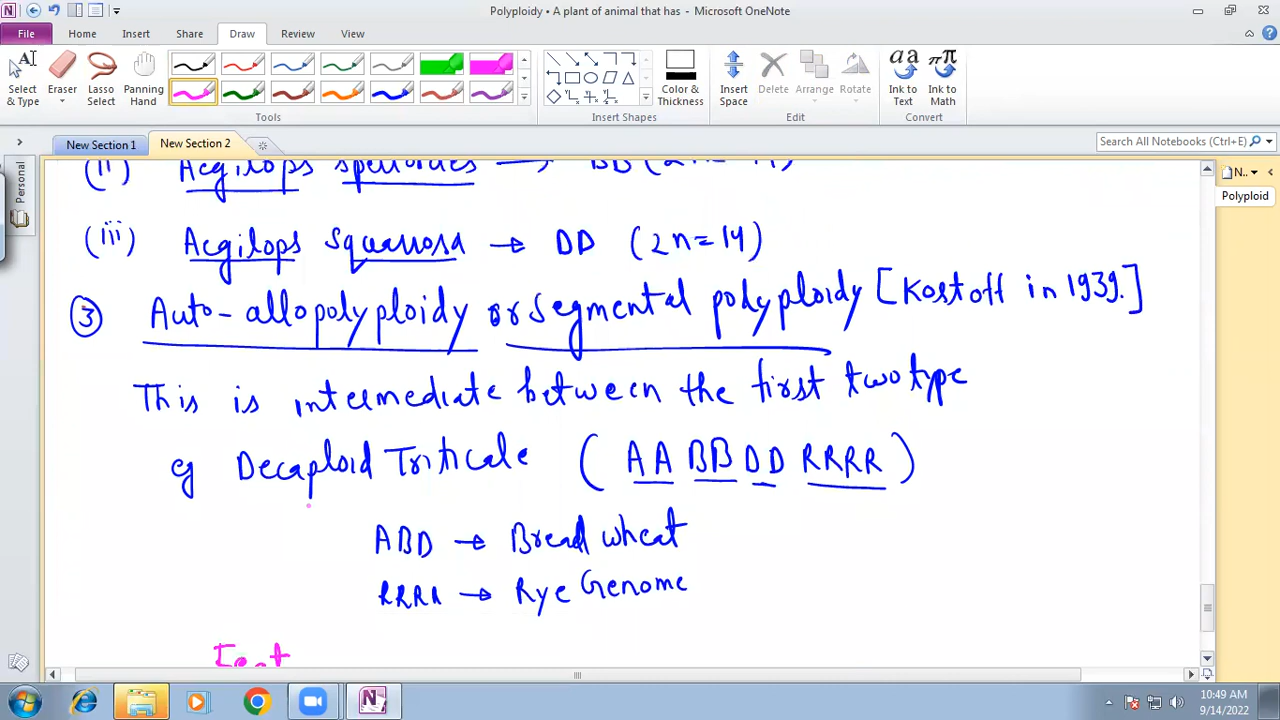 Polyploidy - A plant of animal that has - Microsoft OneNote
File Home Insert Share Draw Review View
Select & Type Eraser Lasso Select Panning Hand Color & Thickness Insert Space Delete Arrange Rotate Ink to Text Ink to Math
Tools Insert Shapes Edit Convert
New Section 1 New Section 2 Search All Notebooks (Ctrl+E)
Personal
N..
Polyploid
(ii) Aegilops → BB (2n=
(iii) Aegilops Squarrosa → DD (2n=14)
③ Auto-allopolyploidy or segmental polyploidy [Kostoff in 1939.]
This is intermediate between the first two type
eg Decaploid Triticale (AA BB DD RRRR)
ABD → Bread wheat
RRRR → Rye Genome
10:49 AM
9/14/2022